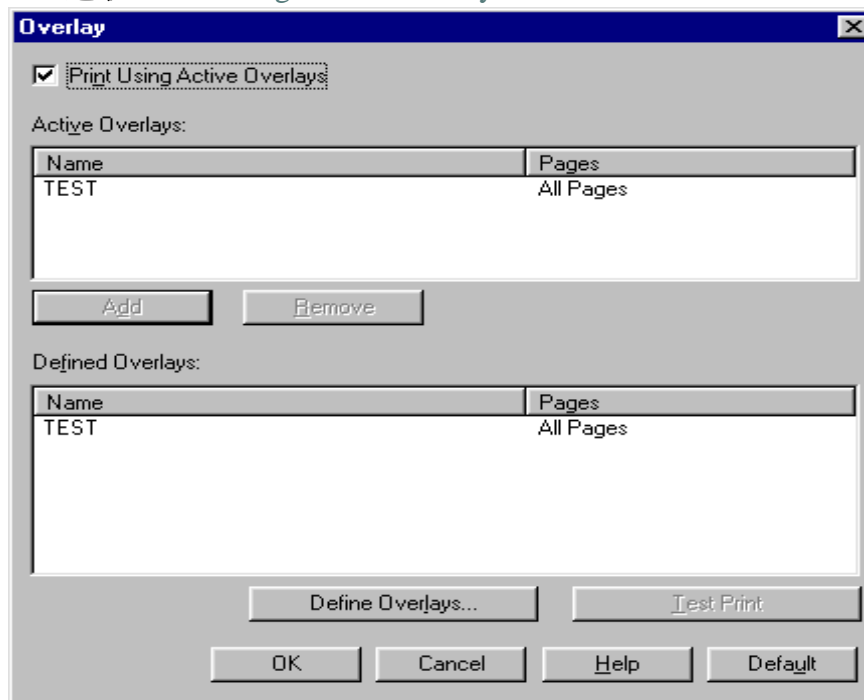 Overlay
Print Using Active Overlays
Active Overlays:
Name Pages
TEST All Pages
Add Remove
Defined Overlays:
Name Pages
TEST All Pages
Define Overlays... Test Print
OK Cancel Help Default